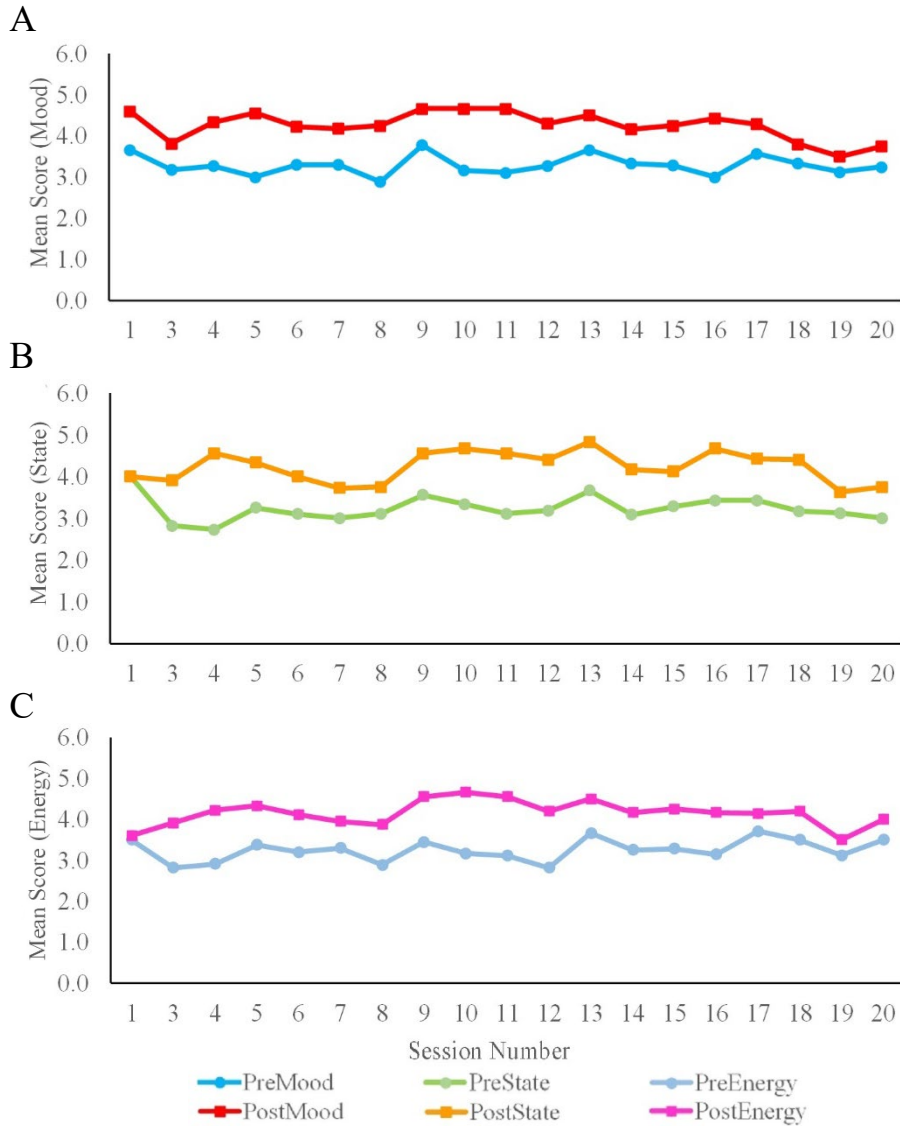 A
Mean Score (Mood)
6.0
5.0
4.0
3.0
2.0
1.0
0.0
1 3 4 5 6 7 8 9 10 11 12 13 14 15 16 17 18 19 20
B
Mean Score (State)
6.0
5.0
4.0
3.0
2.0
1.0
0.0
1 3 4 5 6 7 8 9 10 11 12 13 14 15 16 17 18 19 20
C
Mean Score (Energy)
6.0
5.0
4.0
3.0
2.0
1.0
0.0
1 3 4 5 6 7 8 9 10 11 12 13 14 15 16 17 18 19 20
Session Number
PreMood PreState PreEnergy
PostMood PostState PostEnergy